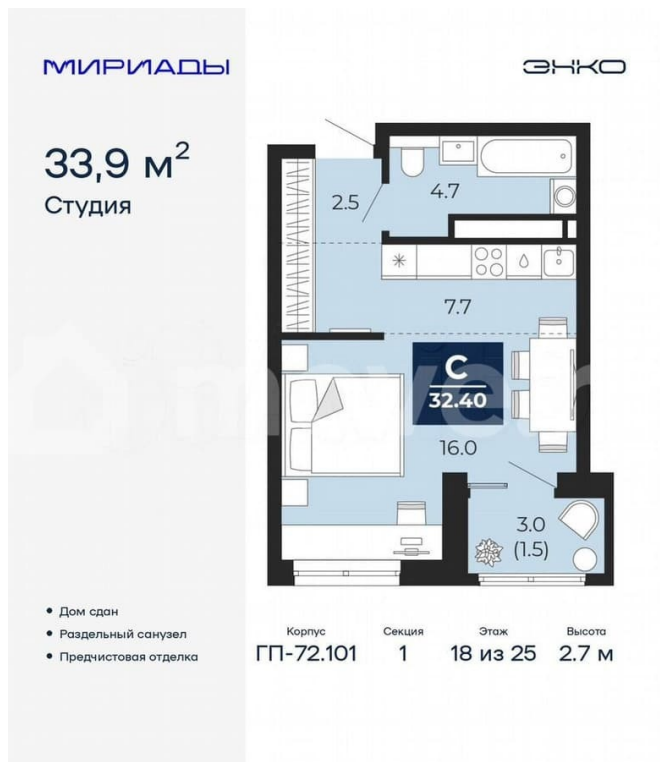 МИРИАДЫ
ЭНКО
33,9 м²
Студия
4.7
2.5
7.7
С
32.40
16.0
3.0
(1.5)
Дом сдан
Раздельный санузел
Предчистовая отделка
Корпус Секция Этаж Высота
ГП-72.101 1 18 из 25 2.7 м